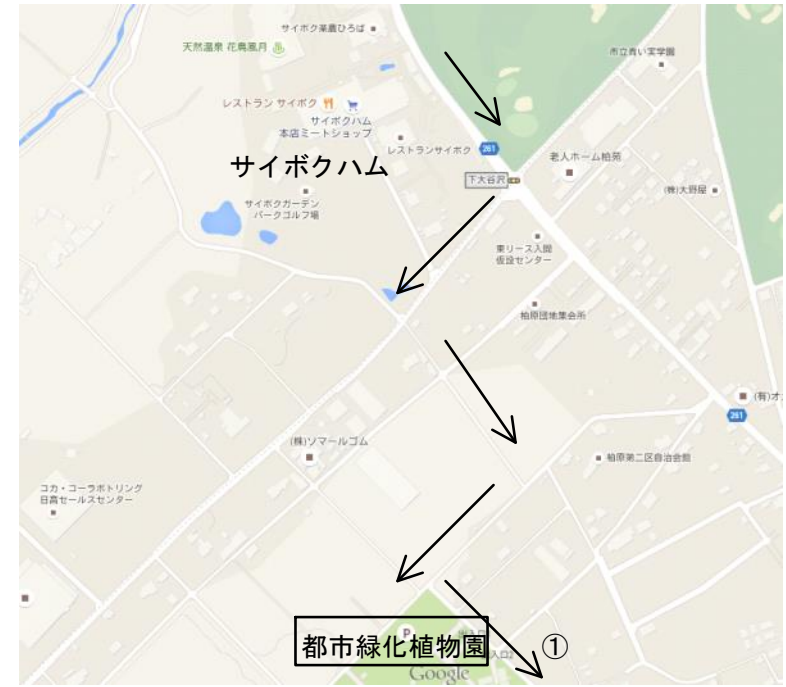 サイボク楽農ひろば
天然温泉 花鳥風月
市立青い実学園
レストラン サイボク
サイボクハム
本店ミートショップ
レストランサイボク
261
老人ホーム柏苑
サイボクハム
下大谷沢
(株)大野屋
サイボクガーデン
パークゴルフ場
東リース入間
仮設センター
柏原団地集会所
(有)オ
261
(株)ソマールゴム
柏原第二区自治会館
コカ・コーラボトリング
日高セールスセンター
P
都市緑化植物園
①
入口2
Google